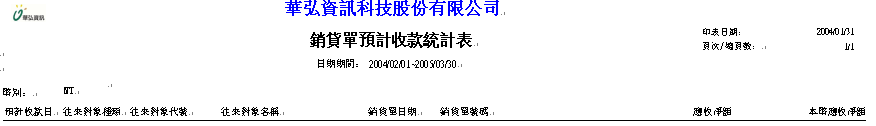 華弘資訊
華弘資訊科技股份有限公司
銷貨單預計收款統計表
印表日期： 2004/01/31
頁次/總頁數： 1/1
日期期間： 2004/02/01~2005/03/30
幣別： NT
預計收款日 往來對象種類 往來對象代號 往來對象名稱 銷貨單日期 銷貨單號碼 應收淨額 本幣應收淨額